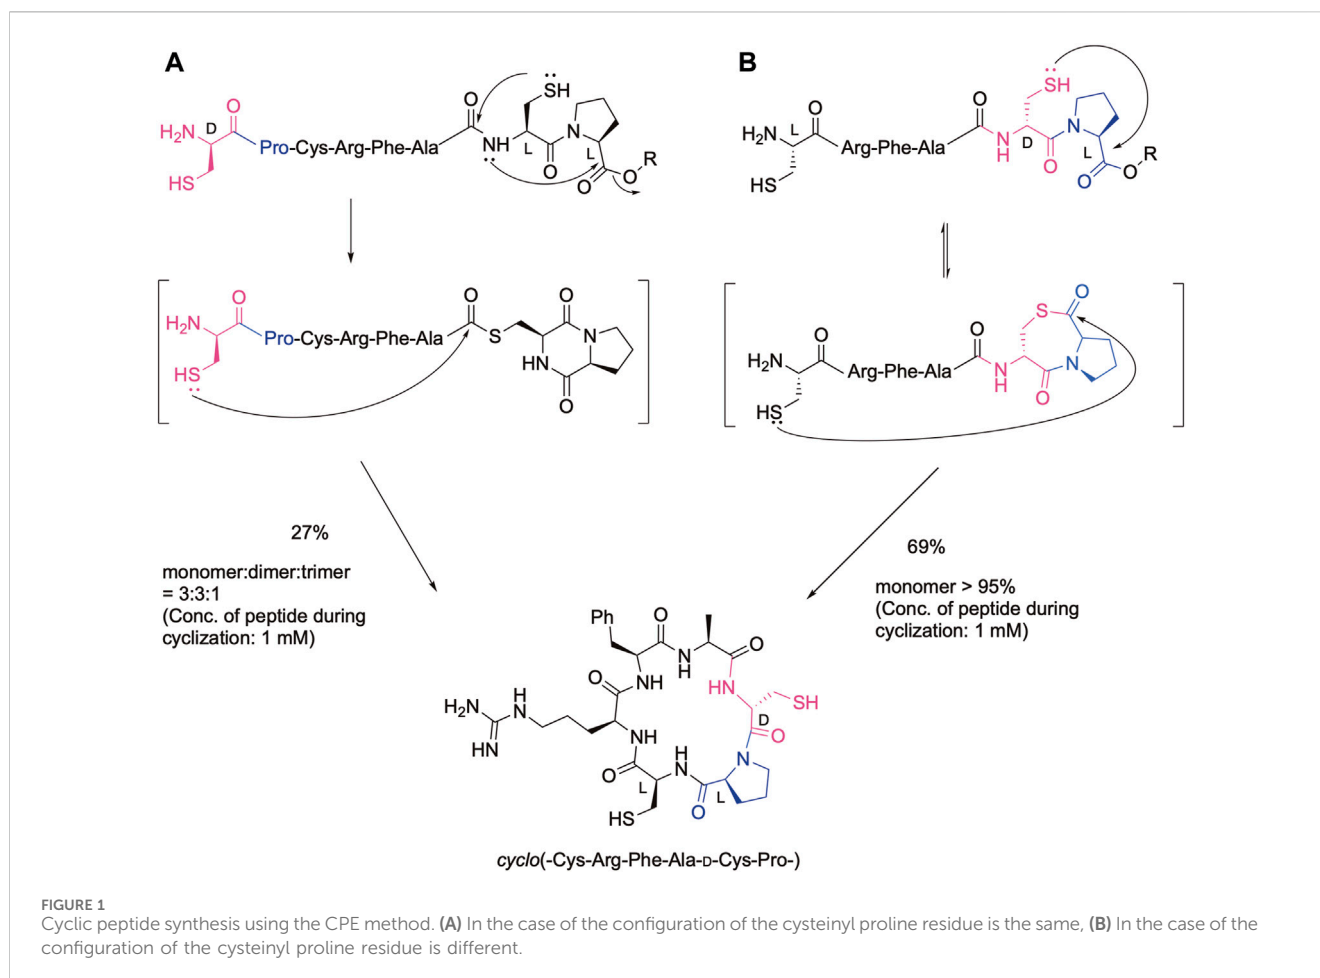 A
B
H₂N
D
O
HS
Pro-Cys-Arg-Phe-Ala
O
NH
SH
L
O
N
L
O
O
R
H₂N
L
O
HS
Arg-Phe-Ala
O
N
H
SH
D
O
N
L
O
O
R
H₂N
O
HS
Pro-Cys-Arg-Phe-Ala
O
S
O
N
HN
O
H₂N
O
HS
Arg-Phe-Ala
O
N
H
S
O
N
O
27%
monomer:dimer:trimer
= 3:3:1
(Conc. of peptide during
cyclization: 1 mM)
69%
monomer > 95%
(Conc. of peptide during
cyclization: 1 mM)
Ph
O
N
H
O
HN
SH
D
O
N
L
O
H
N
L
HS
O
NH
O
NH
H
N
H₂N
NH
cyclo(-Cys-Arg-Phe-Ala-D-Cys-Pro-)
FIGURE 1
Cyclic peptide synthesis using the CPE method. (A) In the case of the configuration of the cysteinyl proline residue is the same, (B) In the case of the
configuration of the cysteinyl proline residue is different.